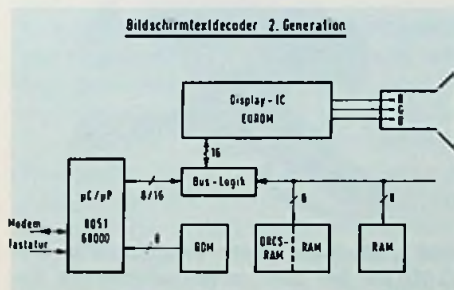 Bildschirmtextdecoder 2. Generation
Display-IC
EUROM
R
G
B
16
Bus-Logik
8/16
8
8
8
µC/µP
8051
68000
Modem
Tastatur
ROM
DRCS-
RAM
RAM
RAM